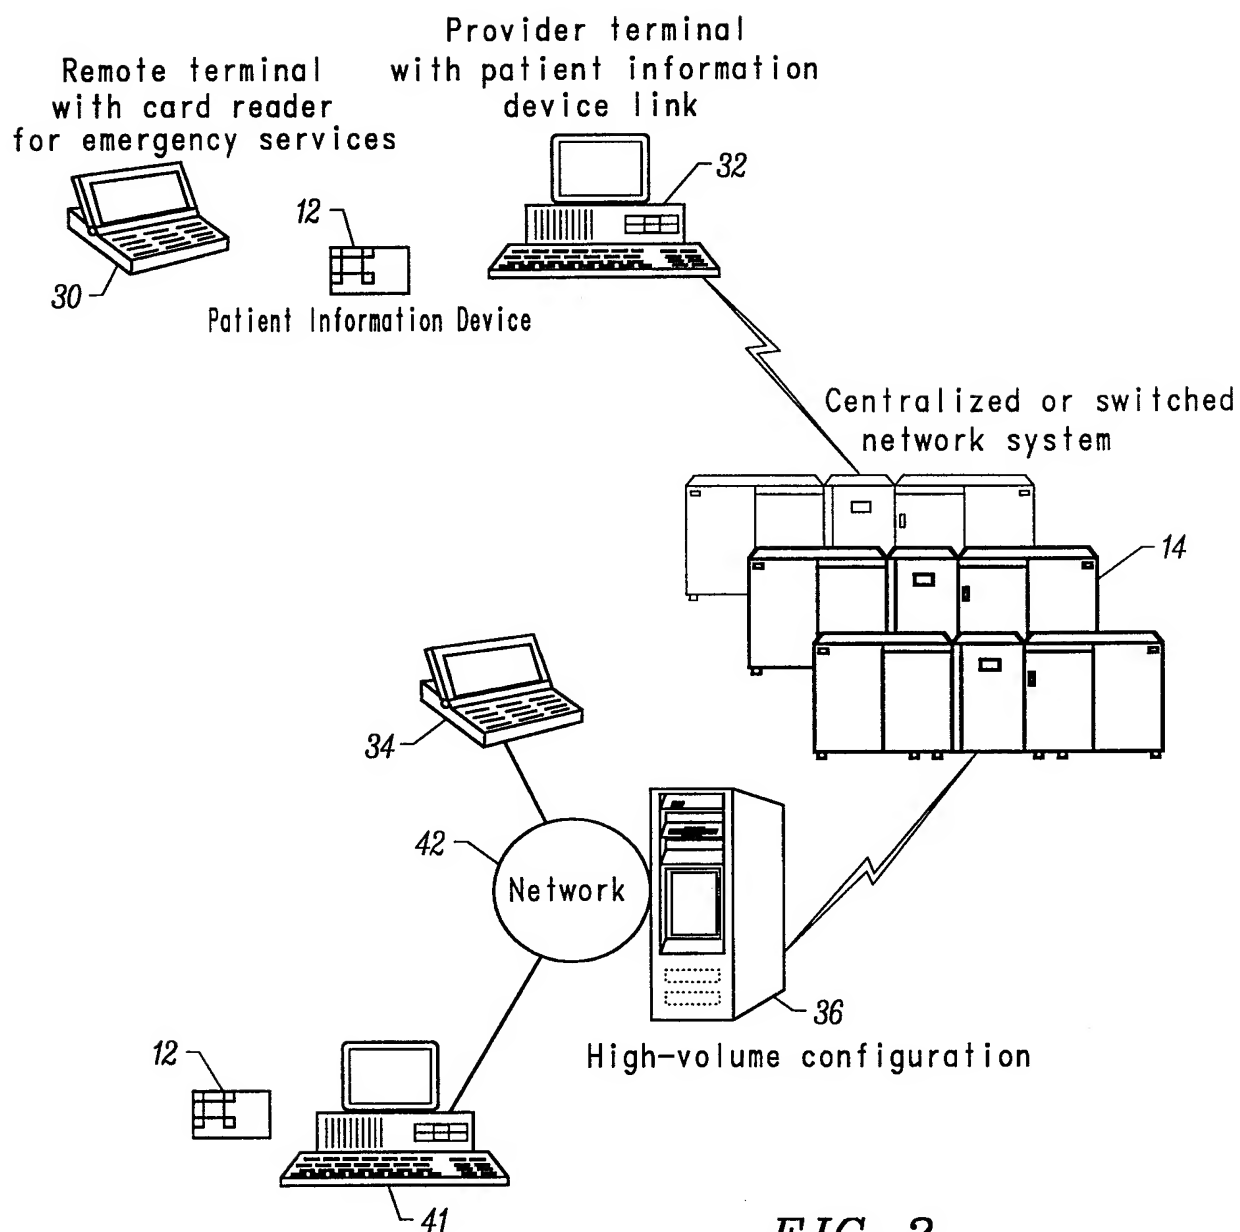 Provider terminal
with patient information
device link
Remote terminal
with card reader
for emergency services
32
12
30
Patient Information Device
Centralized or switched
network system
14
34
42
Network
36
High-volume configuration
12
41